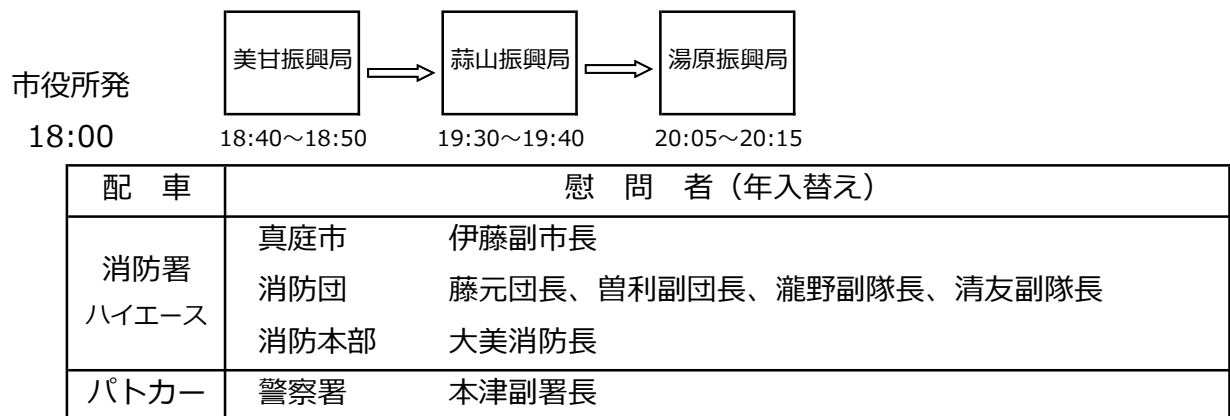 美甘振興局 蒜山振興局 湯原振興局
市役所発
18:00 18:40～18:50 19:30～19:40 20:05～20:15
配 車 慰 問 者（年入替え）
真庭市 伊藤副市長
消防署
消防団 藤元団長、曽利副団長、瀧野副隊長、清友副隊長
ハイエース
消防本部 大美消防長
パトカー 警察署 本津副署長